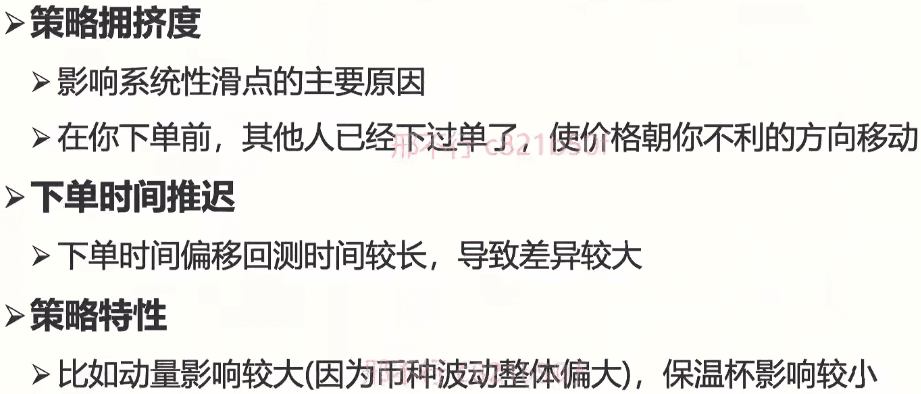 ➢策略拥挤度
➢影响系统性滑点的主要原因
➢在你下单前，其他人已经下过单了，使价格朝你不利的方向移动
➢下单时间推迟
➢下单时间偏移回测时间较长，导致差异较大
➢策略特性
➢比如动量影响较大(因为币种波动整体偏大)，保温杯影响较小